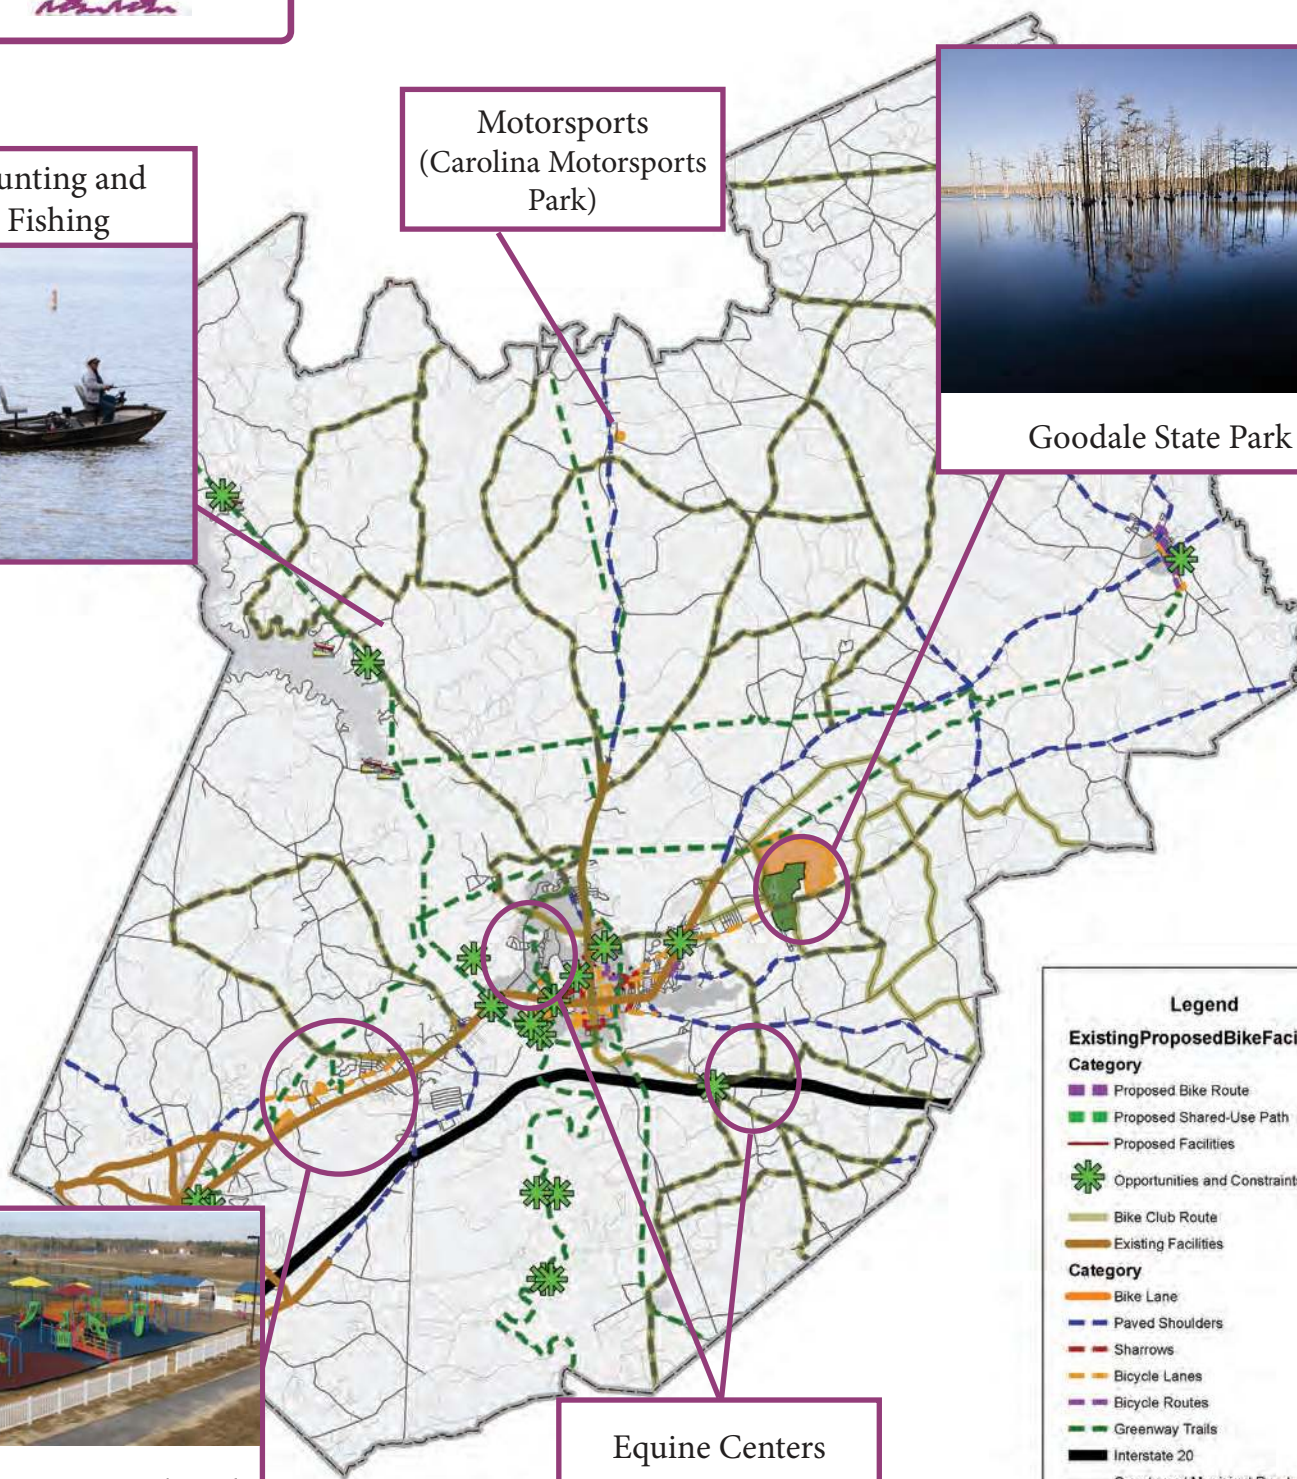 unting and
Fishing
Motorsports
(Carolina Motorsports
Park)
Goodale State Park
Equine Centers
Legend
ExistingProposedBikeFaci
Category
Proposed Bike Route
Proposed Shared-Use Path
Proposed Facilities
Opportunities and Constraints
Bike Club Route
Existing Facilities
Category
Bike Lane
Paved Shoulders
Sharrows
Bicycle Lanes
Bicycle Routes
Greenway Trails
Interstate 20